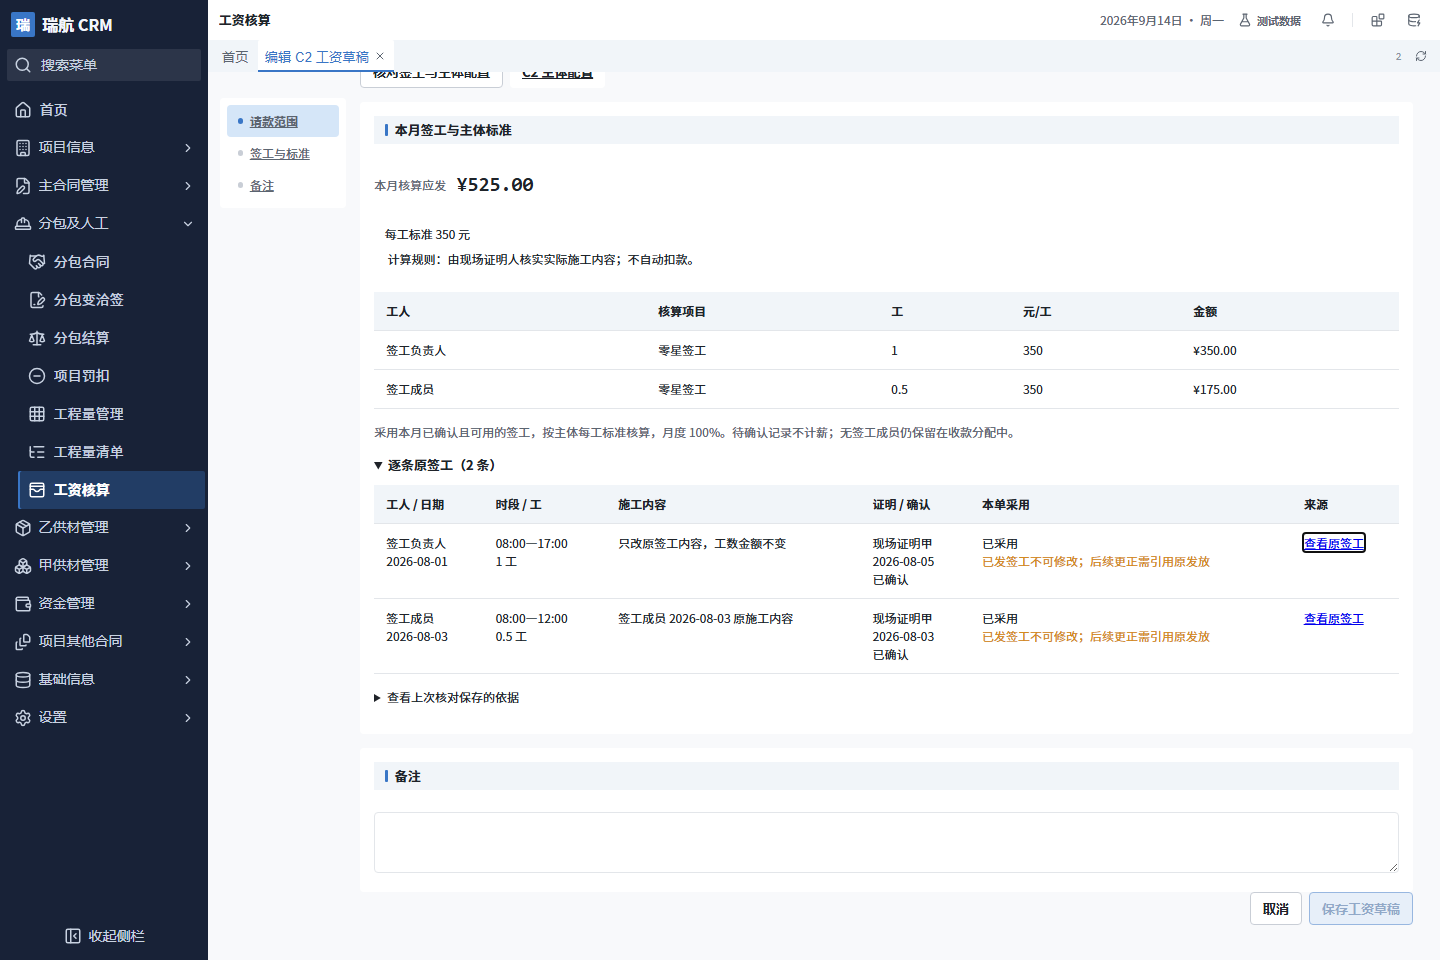 瑞 瑞航 CRM
搜索菜单
首页
项目信息
主合同管理
分包及人工
分包合同
分包变洽签
分包结算
项目罚扣
工程量管理
工程量清单
工资核算
乙供材管理
甲供材管理
资金管理
项目其他合同
基础信息
设置
收起侧栏
工资核算
2026年9月14日 · 周一 测试数据
首页 编辑 C2 工资草稿 ×
2
核对签工与主体配置 C2 主体配置
请款范围
签工与标准
备注
本月签工与主体标准
本月核算应发 ¥525.00
每工标准 350 元
计算规则：由现场证明人核实实际施工内容；不自动扣款。
工人 核算项目 工 元/工 金额
签工负责人 零星签工 1 350 ¥350.00
签工成员 零星签工 0.5 350 ¥175.00
采用本月已确认且可用的签工，按主体每工标准核算，月度 100%。待确认记录不计薪；无签工成员仍保留在收款分配中。
逐条原签工（2 条）
工人 / 日期 时段 / 工 施工内容 证明 / 确认 本单采用 来源
签工负责人 08:00—17:00 只改原签工内容，工数金额不变 现场证明甲 已采用 查看原签工
2026-08-01 1 工 2026-08-05 已发签工不可修改；后续更正需引用原发放
已确认
签工成员 08:00—12:00 签工成员 2026-08-03 原施工内容 现场证明甲 已采用 查看原签工
2026-08-03 0.5 工 2026-08-03 已发签工不可修改；后续更正需引用原发放
已确认
查看上次核对保存的依据
备注
取消 保存工资草稿